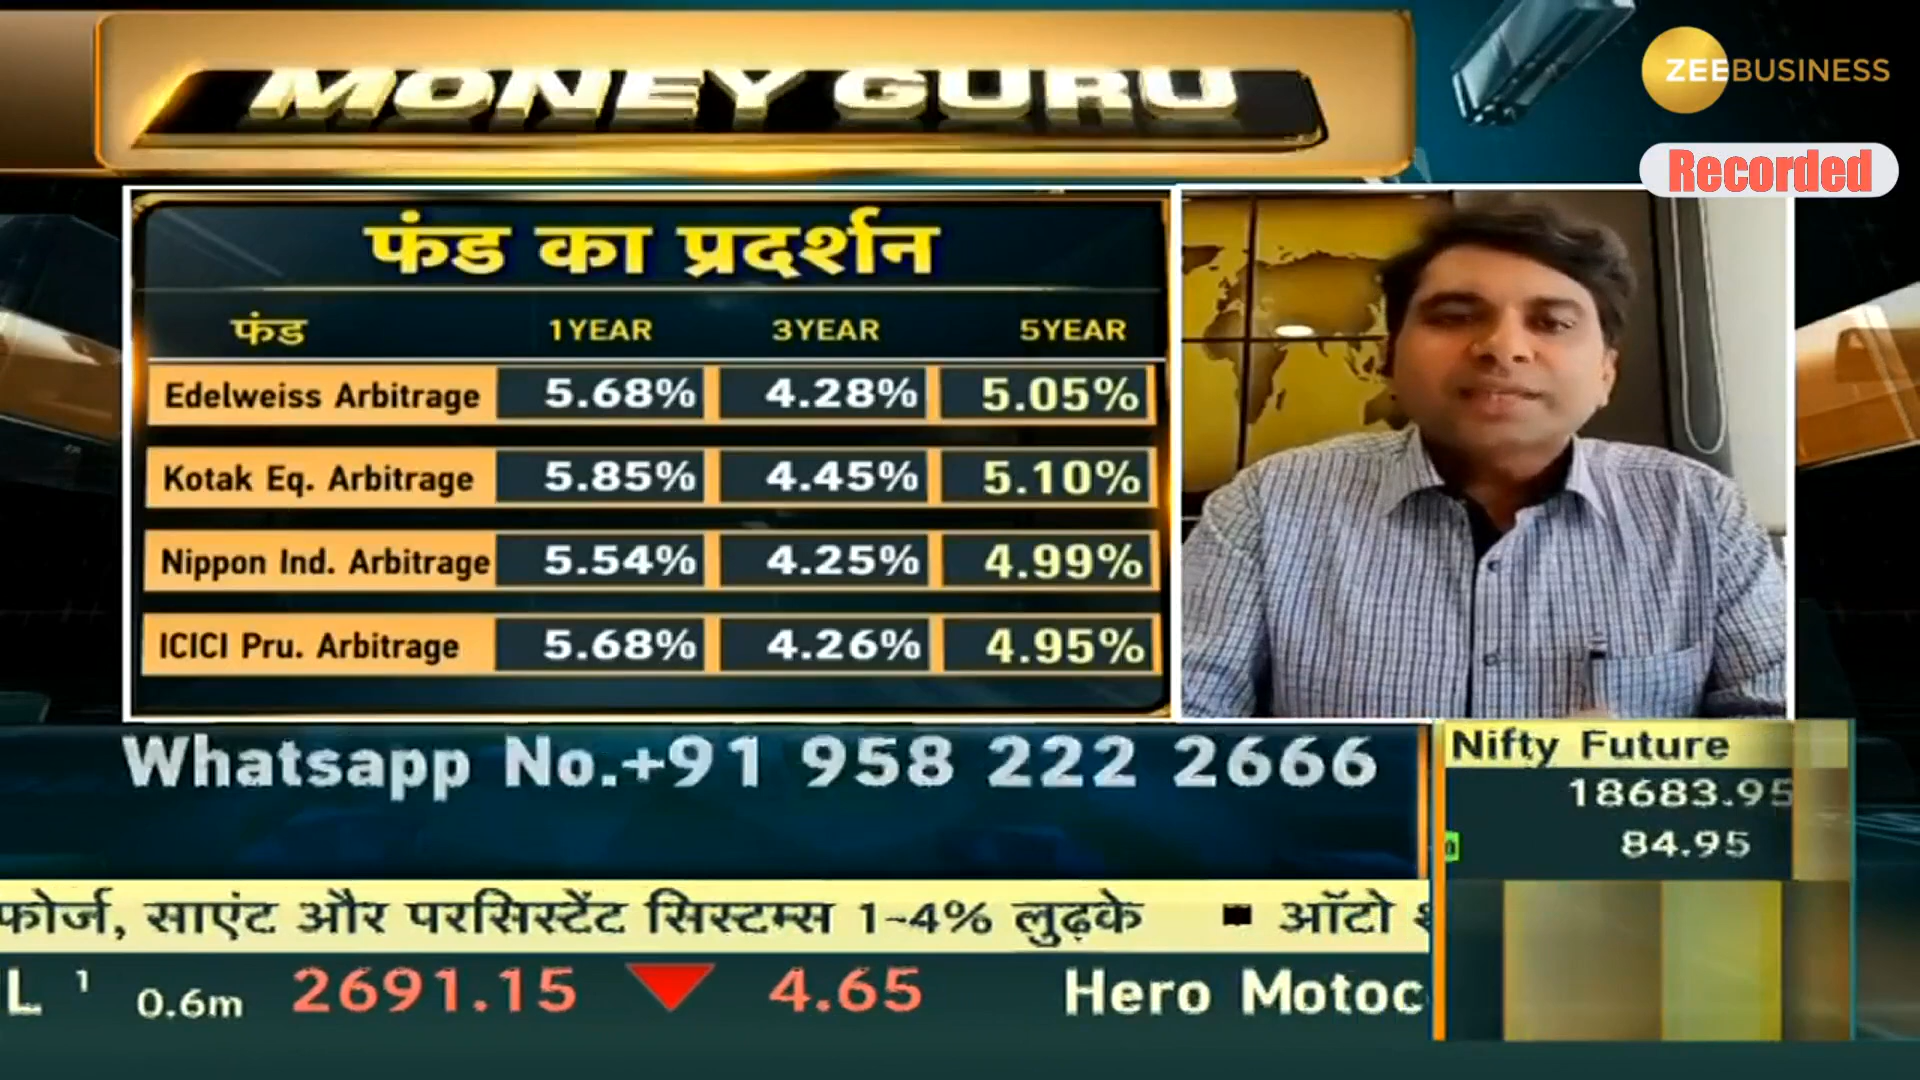 MONEY GURU
ZEEBUSINESS
Recorded
फंड का प्रदर्शन
फंड 1YEAR 3YEAR 5YEAR
Edelweiss Arbitrage 5.68% 4.28% 5.05%
Kotak Eq. Arbitrage 5.85% 4.45% 5.10%
Nippon Ind. Arbitrage 5.54% 4.25% 4.99%
ICICI Pru. Arbitrage 5.68% 4.26% 4.95%
Whatsapp No.+91 958 222 2666
Nifty Future
18683.95
84.95
फोर्ज, साएंट और परसिस्टेंट सिस्टम्स 1-4% लुढ़के ■ ऑटो
L 1 0.6m 2691.15 ▼ 4.65 Hero Motoc